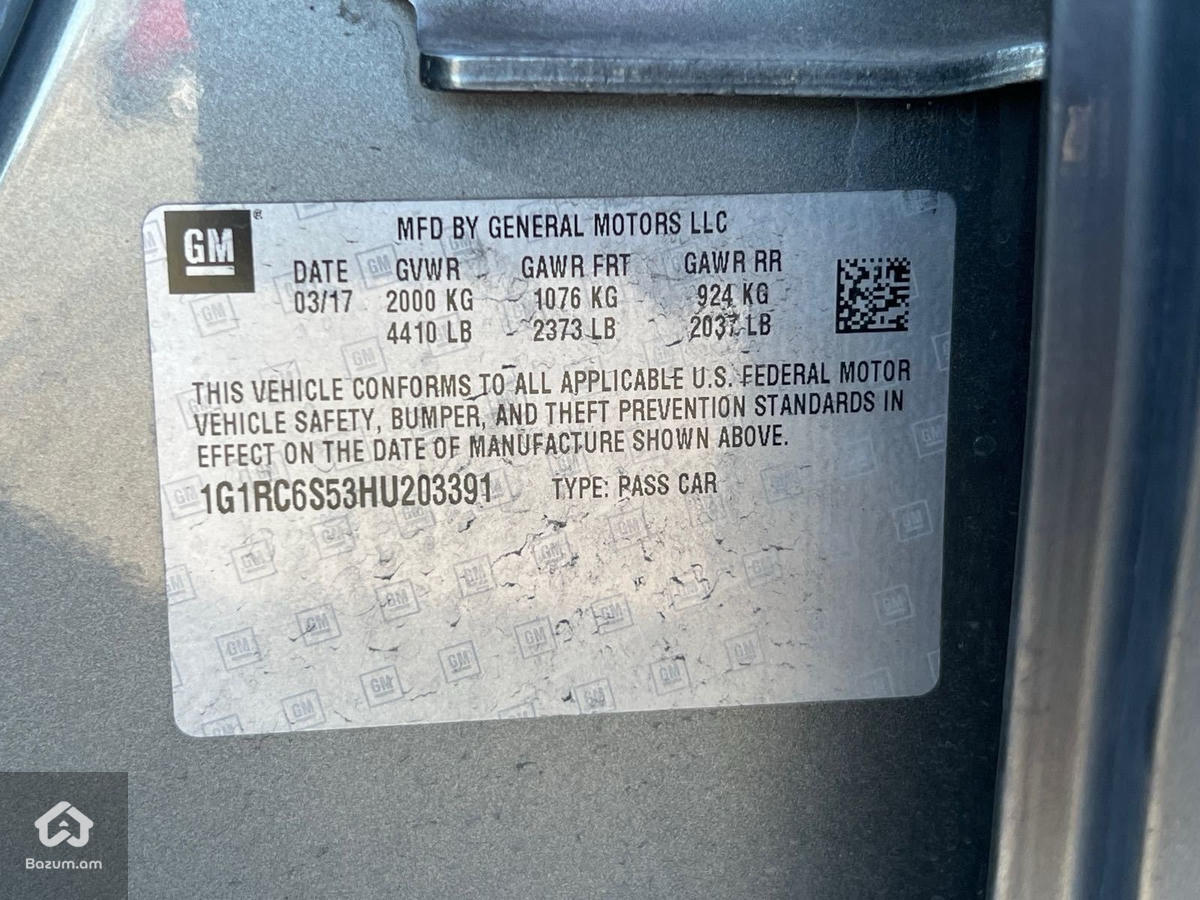 GM ®
MFD BY GENERAL MOTORS LLC
DATE GVWR GAWR FRT GAWR RR
03/17 2000 KG 1076 KG 924 KG
4410 LB 2373 LB 2037 LB
THIS VEHICLE CONFORMS TO ALL APPLICABLE U.S. FEDERAL MOTOR
VEHICLE SAFETY, BUMPER, AND THEFT PREVENTION STANDARDS IN
EFFECT ON THE DATE OF MANUFACTURE SHOWN ABOVE.
1G1RC6S53HU203391 TYPE: PASS CAR
Bazum.am